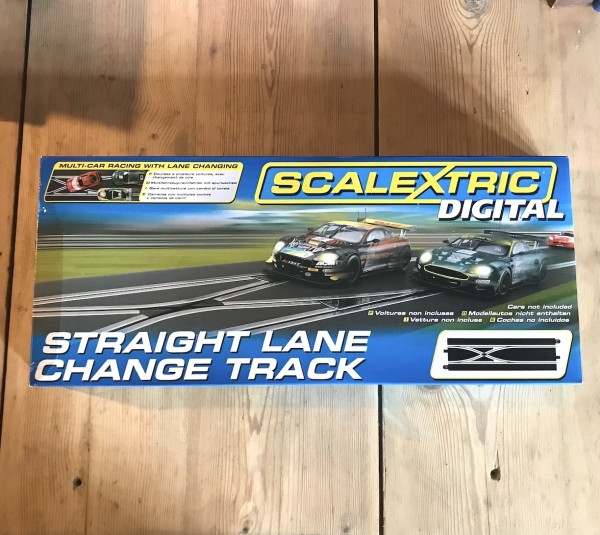 MULTI-CAR RACING WITH LANE CHANGING
SCALEXTRIC
DIGITAL
Cars not included
Voitures non incluses
Modellautos nicht enthalten
Vetture non incluse
Coches no incluidos
STRAIGHT LANE
CHANGE TRACK